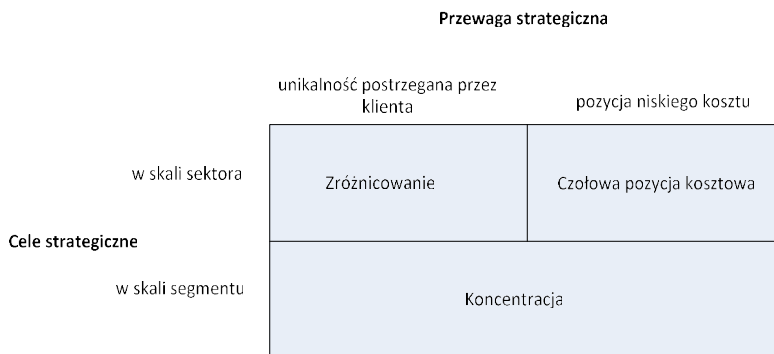 Przewaga strategiczna
unikalność postrzegana przez
klienta
pozycja niskiego kosztu
w skali sektora
Zróżnicowanie
Czołowa pozycja kosztowa
Cele strategiczne
w skali segmentu
Koncentracja